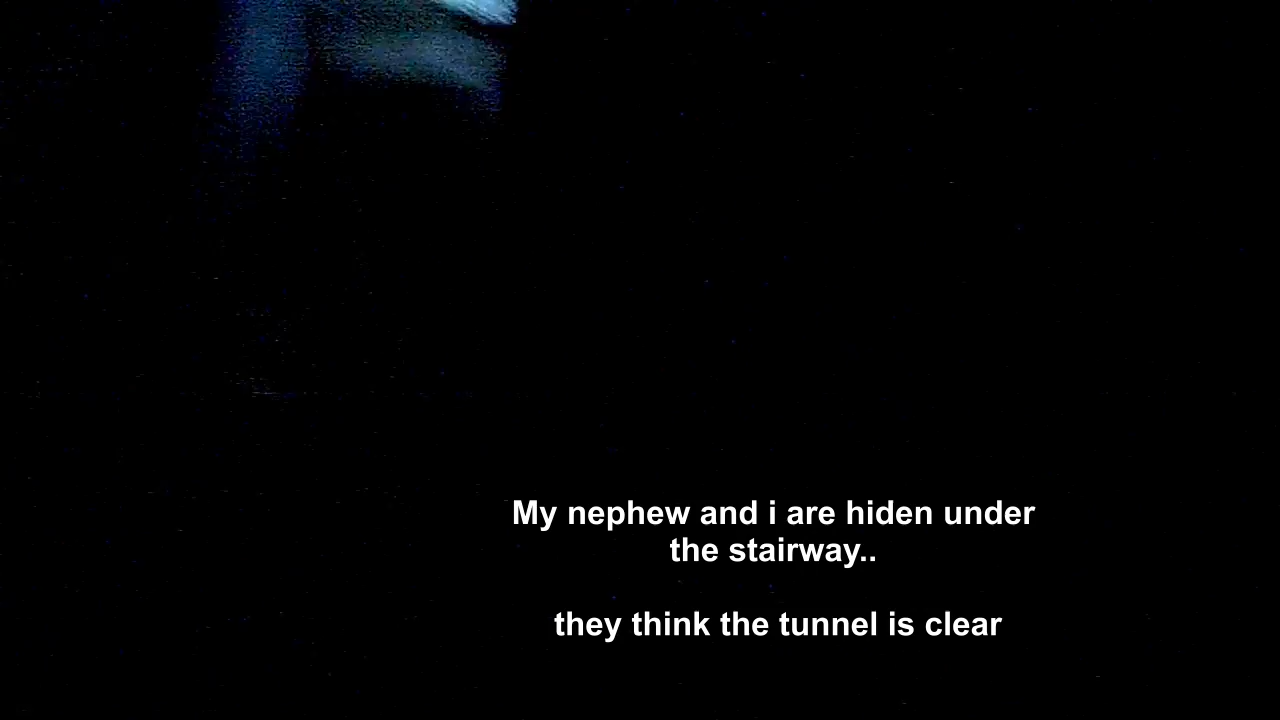 My nephew and i are hiden under
the stairway..
they think the tunnel is clear